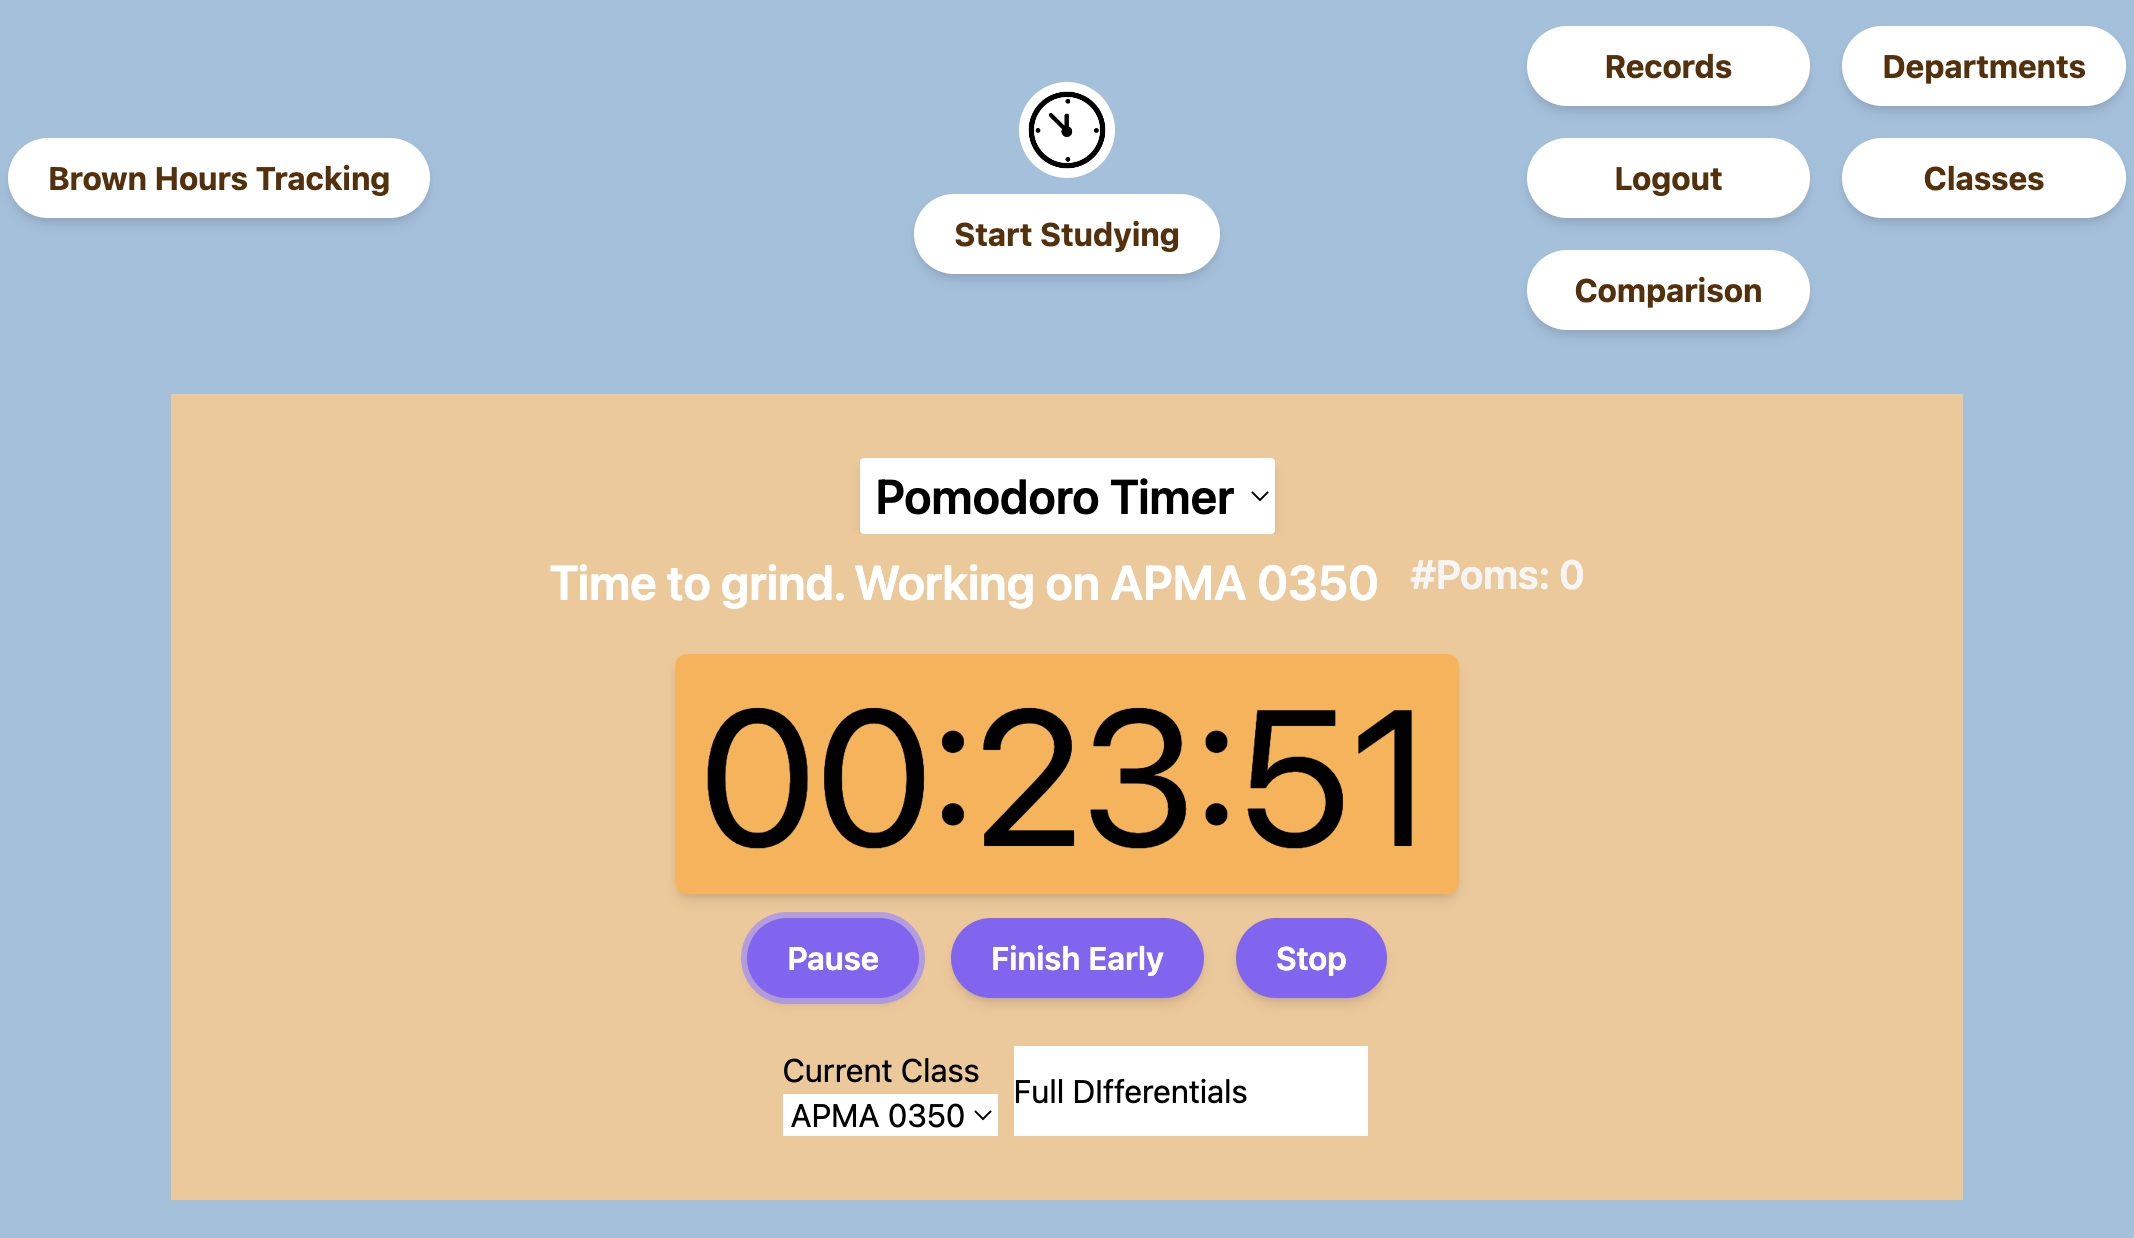 Brown Hours Tracking
Start Studying
Records
Departments
Logout
Classes
Comparison
Pomodoro Timer
Time to grind. Working on APMA 0350
#Poms: 0
00:23:51
Pause
Finish Early
Stop
Current Class
APMA 0350
Full DIfferentials